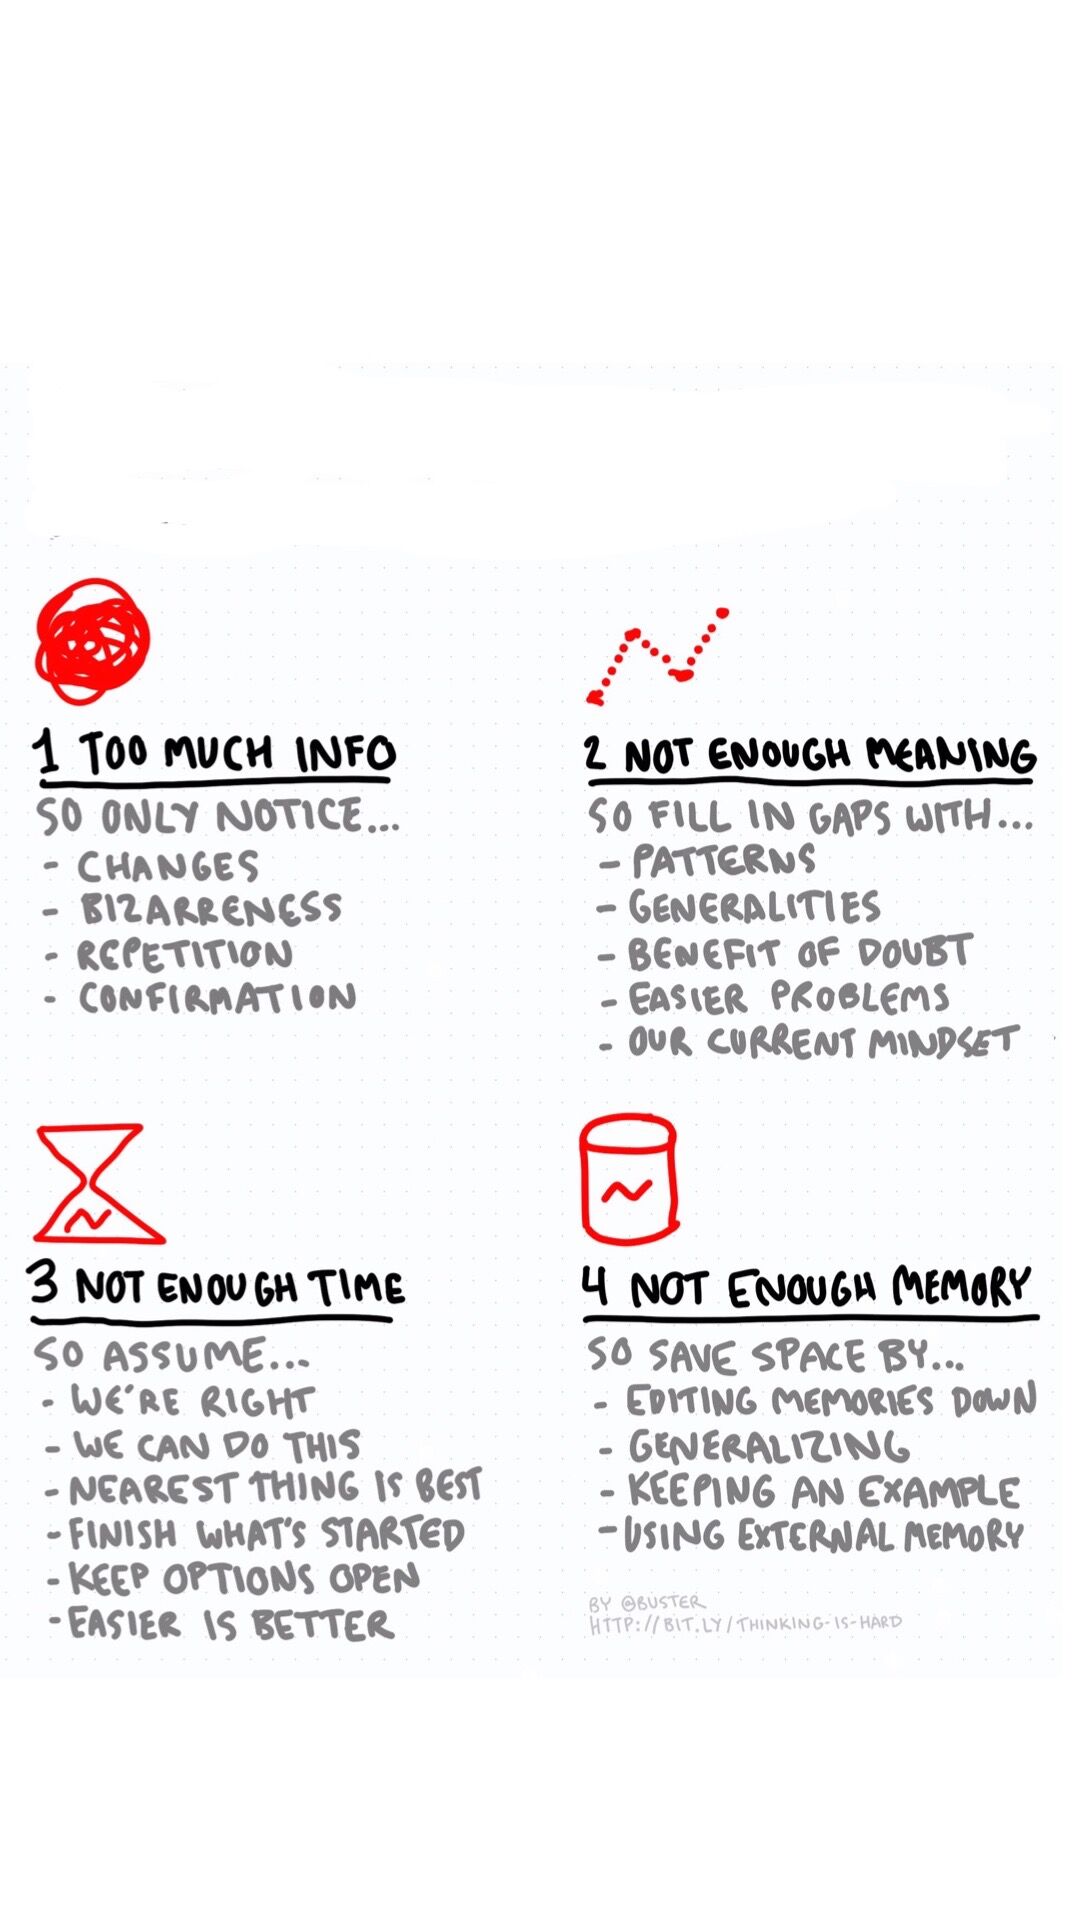 1 TOO MUCH INFO
SO ONLY NOTICE...
- CHANGES
- BIZARRENESS
- REPETITION
- CONFIRMATION
2 NOT ENOUGH MEANING
SO FILL IN GAPS WITH...
- PATTERNS
- GENERALITIES
- BENEFIT OF DOUBT
- EASIER PROBLEMS
- OUR CURRENT MINDSET
3 NOT ENOUGH TIME
SO ASSUME...
- WE'RE RIGHT
- WE CAN DO THIS
- NEAREST THING IS BEST
- FINISH WHAT'S STARTED
- KEEP OPTIONS OPEN
- EASIER IS BETTER
4 NOT ENOUGH MEMORY
SO SAVE SPACE BY...
- EDITING MEMORIES DOWN
- GENERALIZING
- KEEPING AN EXAMPLE
- USING EXTERNAL MEMORY
BY @BUSTER
HTTP://BIT.LY/THINKING-IS-HARD